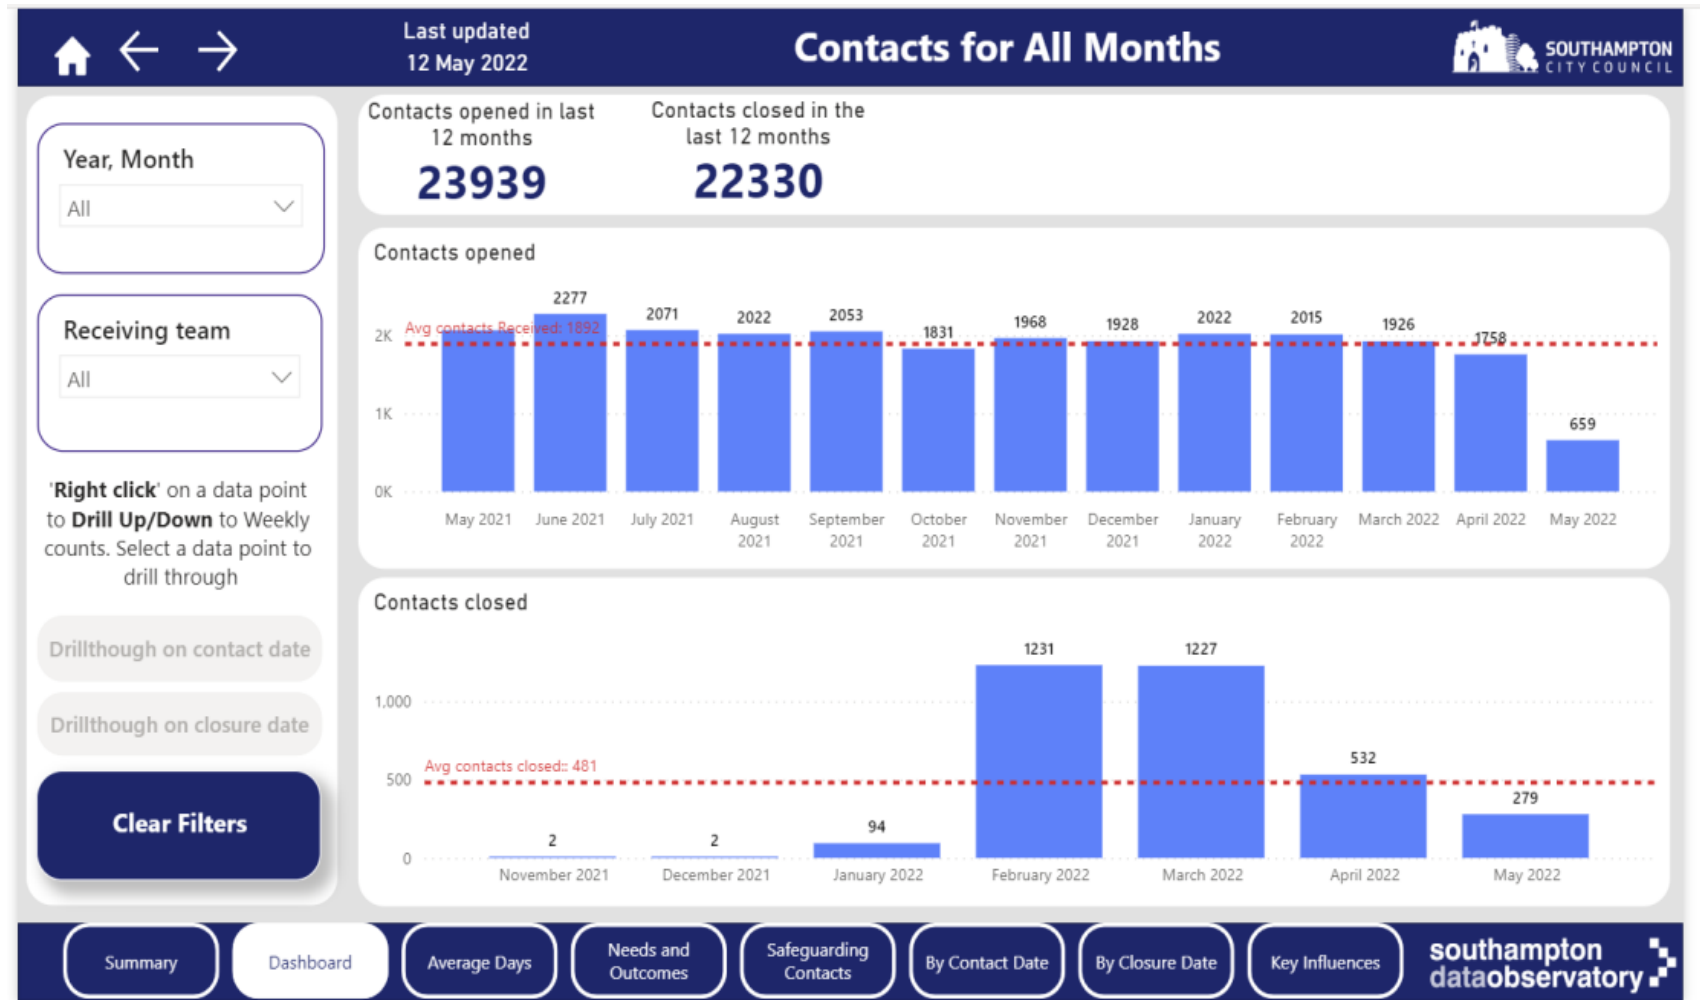 Last updated
12 May 2022
Contacts for All Months
SOUTHAMPTON
CITY COUNCIL
Year, Month
All
Receiving team
All
'Right click' on a data point
to Drill Up/Down to Weekly
counts. Select a data point to
drill through
Drillthough on contact date
Drillthough on closure date
Clear Filters
Contacts opened in last
12 months
23939
Contacts closed in the
last 12 months
22330
Contacts opened
2277
2071
2022
2053
1831
1968
1928
2022
2015
1926
1758
659
Avg contacts Received: 1892
2K
1K
0K
May 2021
June 2021
July 2021
August
2021
September
2021
October
2021
November
2021
December
2021
January
2022
February
2022
March 2022
April 2022
May 2022
Contacts closed
1231
1227
1,000
Avg contacts closed:: 481
500
532
279
94
2
2
0
November 2021
December 2021
January 2022
February 2022
March 2022
April 2022
May 2022
Summary
Dashboard
Average Days
Needs and
Outcomes
Safeguarding
Contacts
By Contact Date
By Closure Date
Key Influences
southampton
dataobservatory